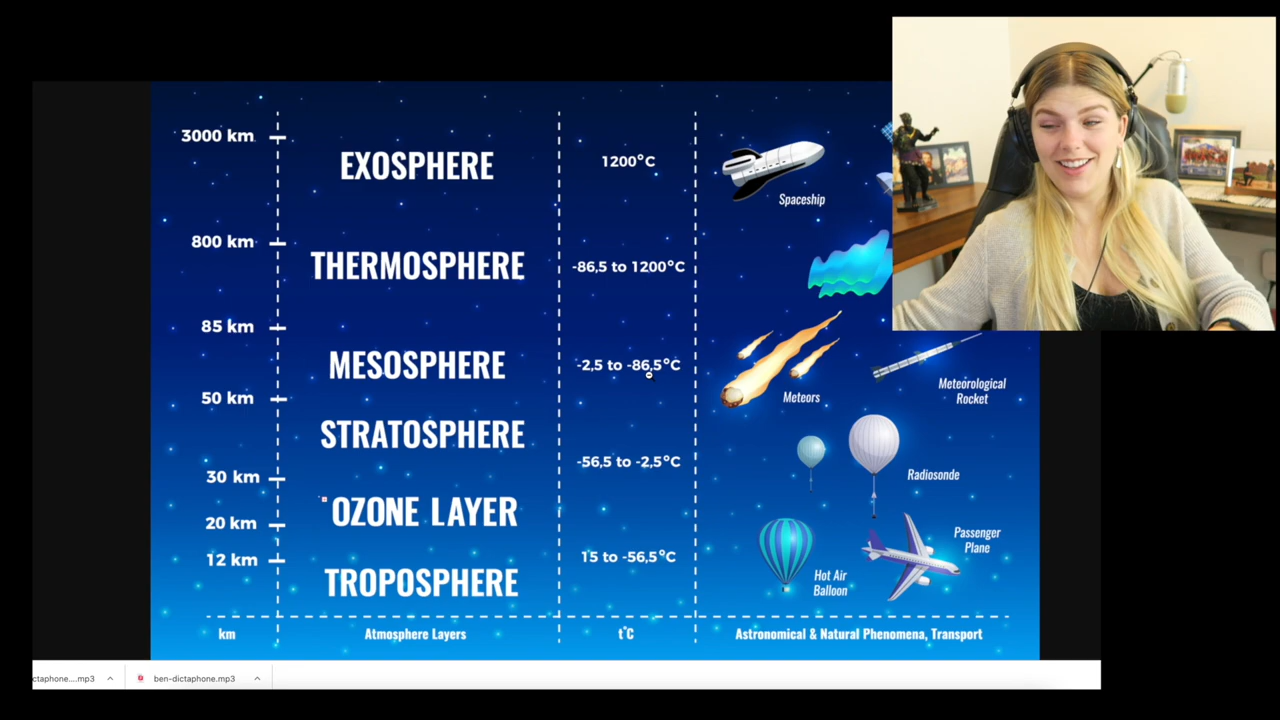 3000 km
EXOSPHERE
1200°C
Spaceship
800 km
THERMOSPHERE
-86,5 to 1200°C
85 km
MESOSPHERE
-2,5 to -86,5°C
Meteors
Meteorological
Rocket
50 km
STRATOSPHERE
-56,5 to -2,5°C
Radiosonde
30 km
OZONE LAYER
20 km
12 km
15 to -56,5°C
Passenger
Plane
TROPOSPHERE
Hot Air
Balloon
km
Atmosphere Layers
t°C
Astronomical & Natural Phenomena, Transport
ctaphone....mp3
ben-dictaphone.mp3